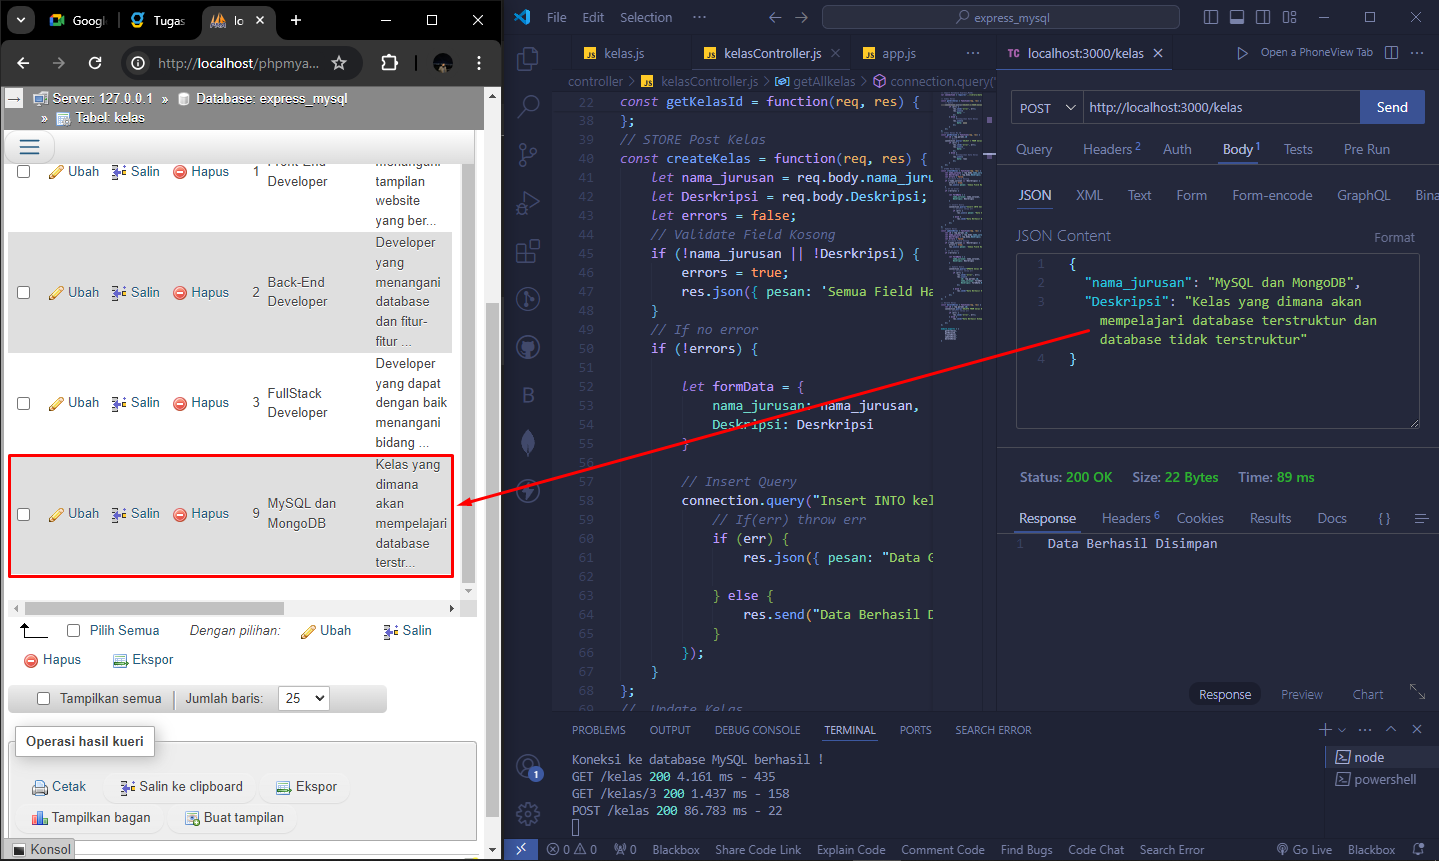 Google
Tugas
lo
http://localhost/phpmya...
Server: 127.0.0.1 » Database: express_mysql
» Tabel: kelas
Ubah Salin Hapus 1 Front-End Developer
menangani tampilan website yang ber...
Ubah Salin Hapus 2 Back-End Developer
Developer yang menangani database dan fitur-fitur ...
Ubah Salin Hapus 3 FullStack Developer
Developer yang dapat dengan baik menangani bidang ...
Ubah Salin Hapus 9 MySQL dan MongoDB
Kelas yang dimana akan mempelajari database terstr...
Pilih Semua Dengan pilihan: Ubah Salin
Hapus Ekspor
Tampilkan semua Jumlah baris: 25
Operasi hasil kueri
Cetak Salin ke clipboard Ekspor
Tampilkan bagan Buat tampilan
Konsol
File Edit Selection ··· express_mysql
kelas.js kelasController.js app.js ···
controller > kelasController.js > getAllkelas > connection.query("
22 const getKelasId = function(req, res) {
38 };
39 // STORE Post Kelas
40 const createKelas = function(req, res) {
41 let nama_jurusan = req.body.nama_juru
42 let Desrkripsi = req.body.Deskripsi;
43 let errors = false;
44 // Validate Field Kosong
45 if (!nama_jurusan || !Desrkripsi) {
46 errors = true;
47 res.json({ pesan: 'Semua Field Ha
48 }
49 // If no error
50 if (!errors) {
51
52 let formData = {
53 nama_jurusan: nama_jurusan,
54 Deskripsi: Desrkripsi
55 }
56
57 // Insert Query
58 connection.query("Insert INTO kel
59 // If(err) throw err
60 if (err) {
61 res.json({ pesan: "Data G
62
63 } else {
64 res.send("Data Berhasil D
65 }
66 });
67 }
68 };
69 // Update Kelas
TC localhost:3000/kelas
Open a PhoneView Tab ···
POST http://localhost:3000/kelas Send
Query Headers 2 Auth Body 1 Tests Pre Run
JSON XML Text Form Form-encode GraphQL Bina
JSON Content Format
1 {
2 "nama_jurusan": "MySQL dan MongoDB",
3 "Deskripsi": "Kelas yang dimana akan
mempelajari database terstruktur dan
database tidak terstruktur"
4 }
Status: 200 OK Size: 22 Bytes Time: 89 ms
Response Headers 6 Cookies Results Docs {}
1 Data Berhasil Disimpan
Response Preview Chart
PROBLEMS OUTPUT DEBUG CONSOLE TERMINAL PORTS SEARCH ERROR
Koneksi ke database MySQL berhasil !
GET /kelas 200 4.161 ms - 435
GET /kelas/3 200 1.437 ms - 158
POST /kelas 200 86.783 ms - 22
node
powershell
B
1
0 0 0 Blackbox Share Code Link Explain Code Comment Code Find Bugs Code Chat Search Error Go Live Blackbox